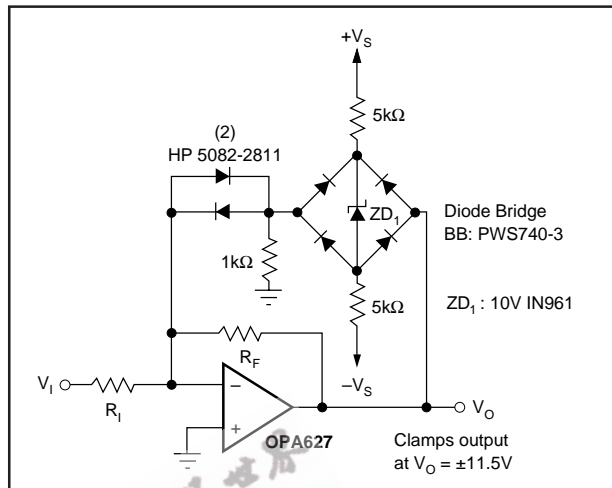 +V_S
5kΩ
(2)
HP 5082-2811
ZD_1
Diode Bridge
BB: PWS740-3
1kΩ
5kΩ
ZD_1 : 10V IN961
–V_S
R_F
V_I
R_I
–
+
OPA627
V_O
Clamps output
at V_O = ±11.5V